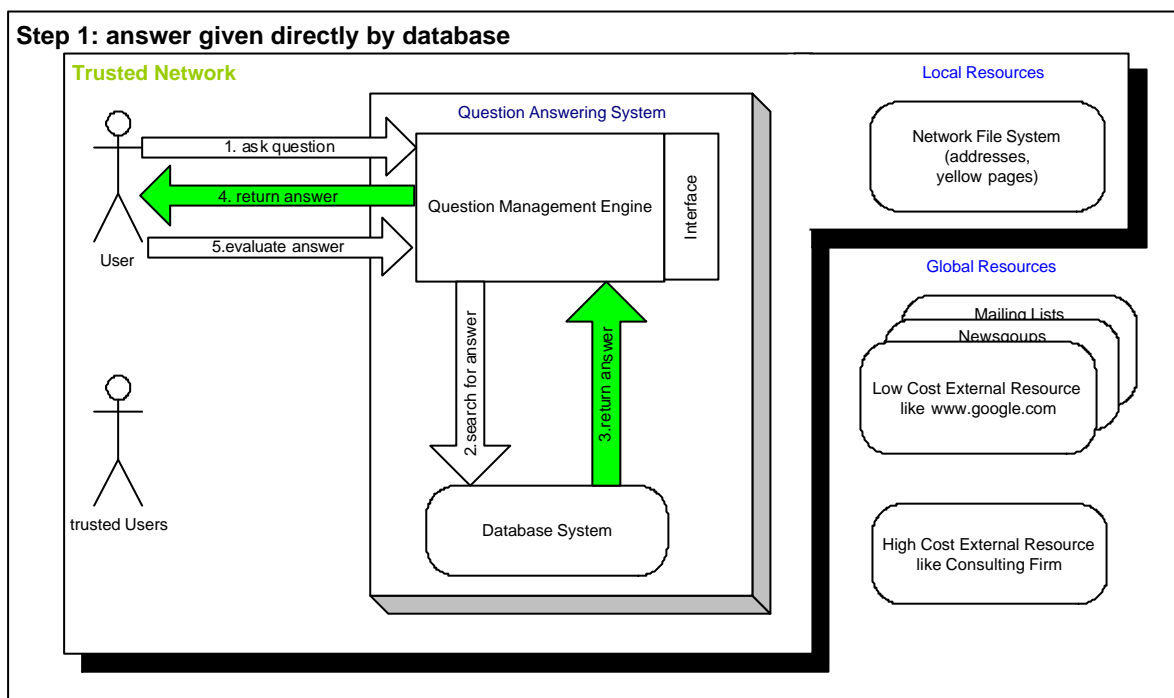 Step 1: answer given directly by database
Trusted Network
Local Resources
Question Answering System
Network File System
(addresses,
yellow pages)
1. ask question
4. return answer
Question Management Engine
Interface
5.evaluate answer
User
Global Resources
Mailing Lists
Newsgoups
Low Cost External Resource
like www.google.com
2.search for answer
3.return answer
trusted Users
Database System
High Cost External Resource
like Consulting Firm